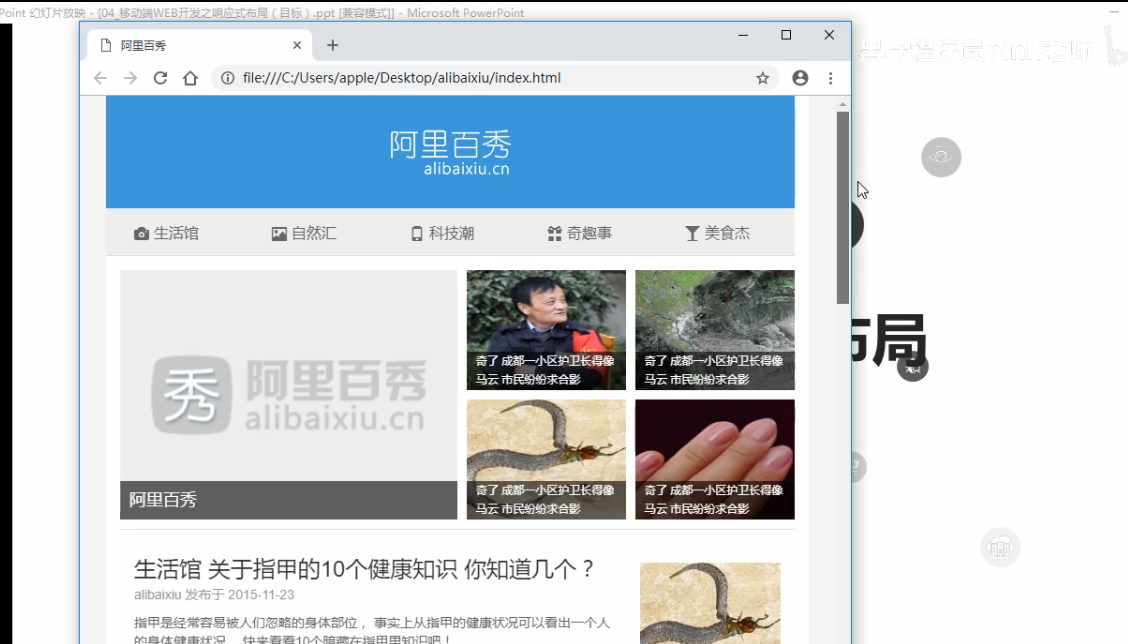 Point 幻灯片放映 - [04_移动端WEB开发之响应式布局（目标）.ppt [兼容模式]] - Microsoft PowerPoint
阿里百秀
黑马程序员pink老师
file:///C:/Users/apple/Desktop/alibaixiu/index.html
阿里百秀
alibaixiu.cn
生活馆 自然汇 科技潮 奇趣事 美食杰
秀 阿里百秀
alibaixiu.cn
阿里百秀
奇了 成都一小区护卫长得像
马云 市民纷纷求合影
奇了 成都一小区护卫长得像
马云 市民纷纷求合影
奇了 成都一小区护卫长得像
马云 市民纷纷求合影
奇了 成都一小区护卫长得像
马云 市民纷纷求合影
布局
生活馆 关于指甲的10个健康知识 你知道几个？
alibaixiu 发布于 2015-11-23
指甲是经常容易被人们忽略的身体部位， 事实上从指甲的健康状况可以看出一个人
的身体健康状况， 快来看看10个暗藏在指甲里知识吧！